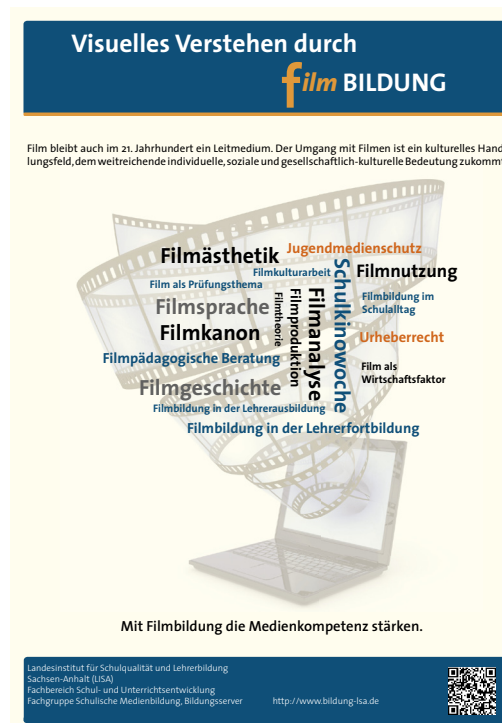 Visuelles Verstehen durch
film BILDUNG
Film bleibt auch im 21. Jahrhundert ein Leitmedium. Der Umgang mit Filmen ist ein kulturelles Hand
lungsfeld, dem weitreichende individuelle, soziale und gesellschaftlich-kulturelle Bedeutung zukommt
Filmästhetik
Jugendmedienschutz
Filmkulturarbeit
Filmnutzung
Film als Prüfungsthema
Filmsprache
Filmtheorie
Filmproduktion
Filmanalyse
Schulkinowoche
Filmbildung im
Schulalltag
Filmkanon
Urheberrecht
Filmpädagogische Beratung
Film als
Wirtschaftsfaktor
Filmgeschichte
Filmbildung in der Lehrerausbildung
Filmbildung in der Lehrerfortbildung
Mit Filmbildung die Medienkompetenz stärken.
Landesinstitut für Schulqualität und Lehrerbildung
Sachsen-Anhalt (LISA)
Fachbereich Schul- und Unterrichtsentwicklung
Fachgruppe Schulische Medienbildung, Bildungsserver http://www.bildung-lsa.de